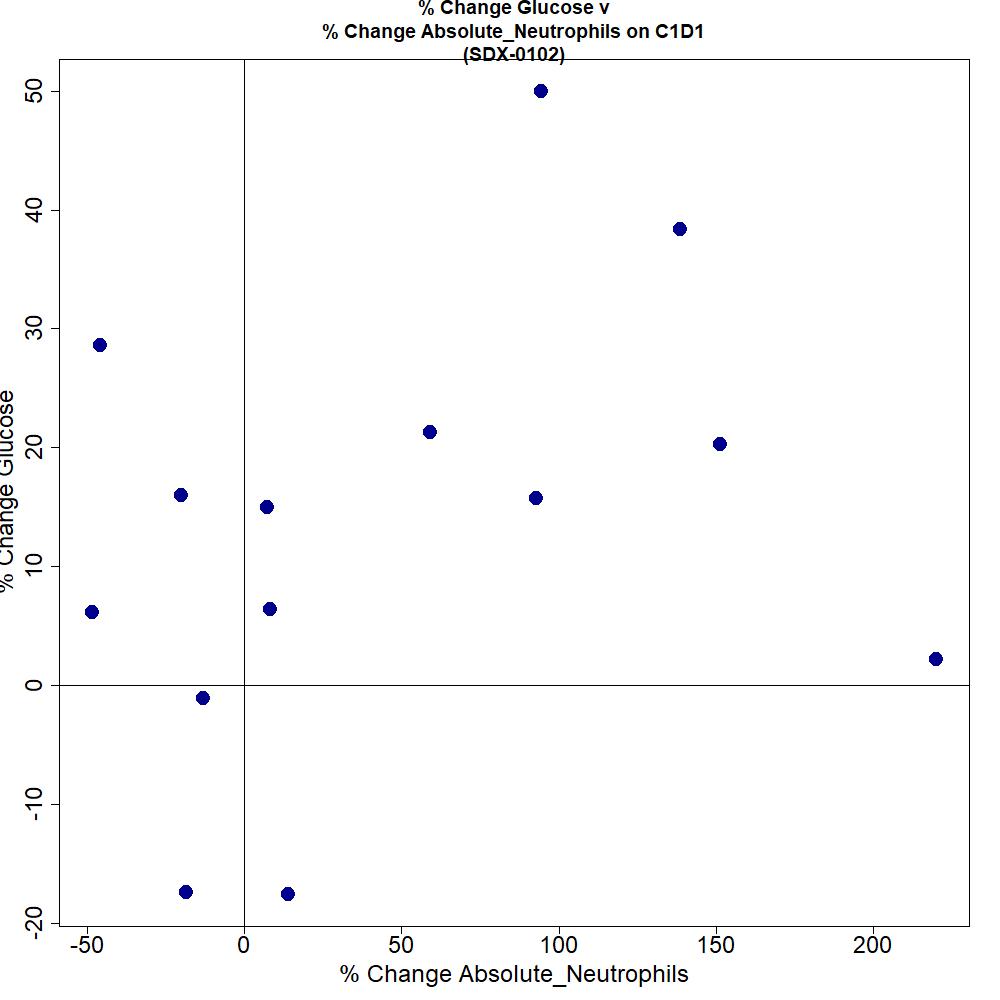 % Change Glucose v
% Change Absolute_Neutrophils on C1D1
(SDX-0102)
% Change Glucose
50
40
30
20
10
0
-10
-20
-50 0 50 100 150 200
% Change Absolute_Neutrophils